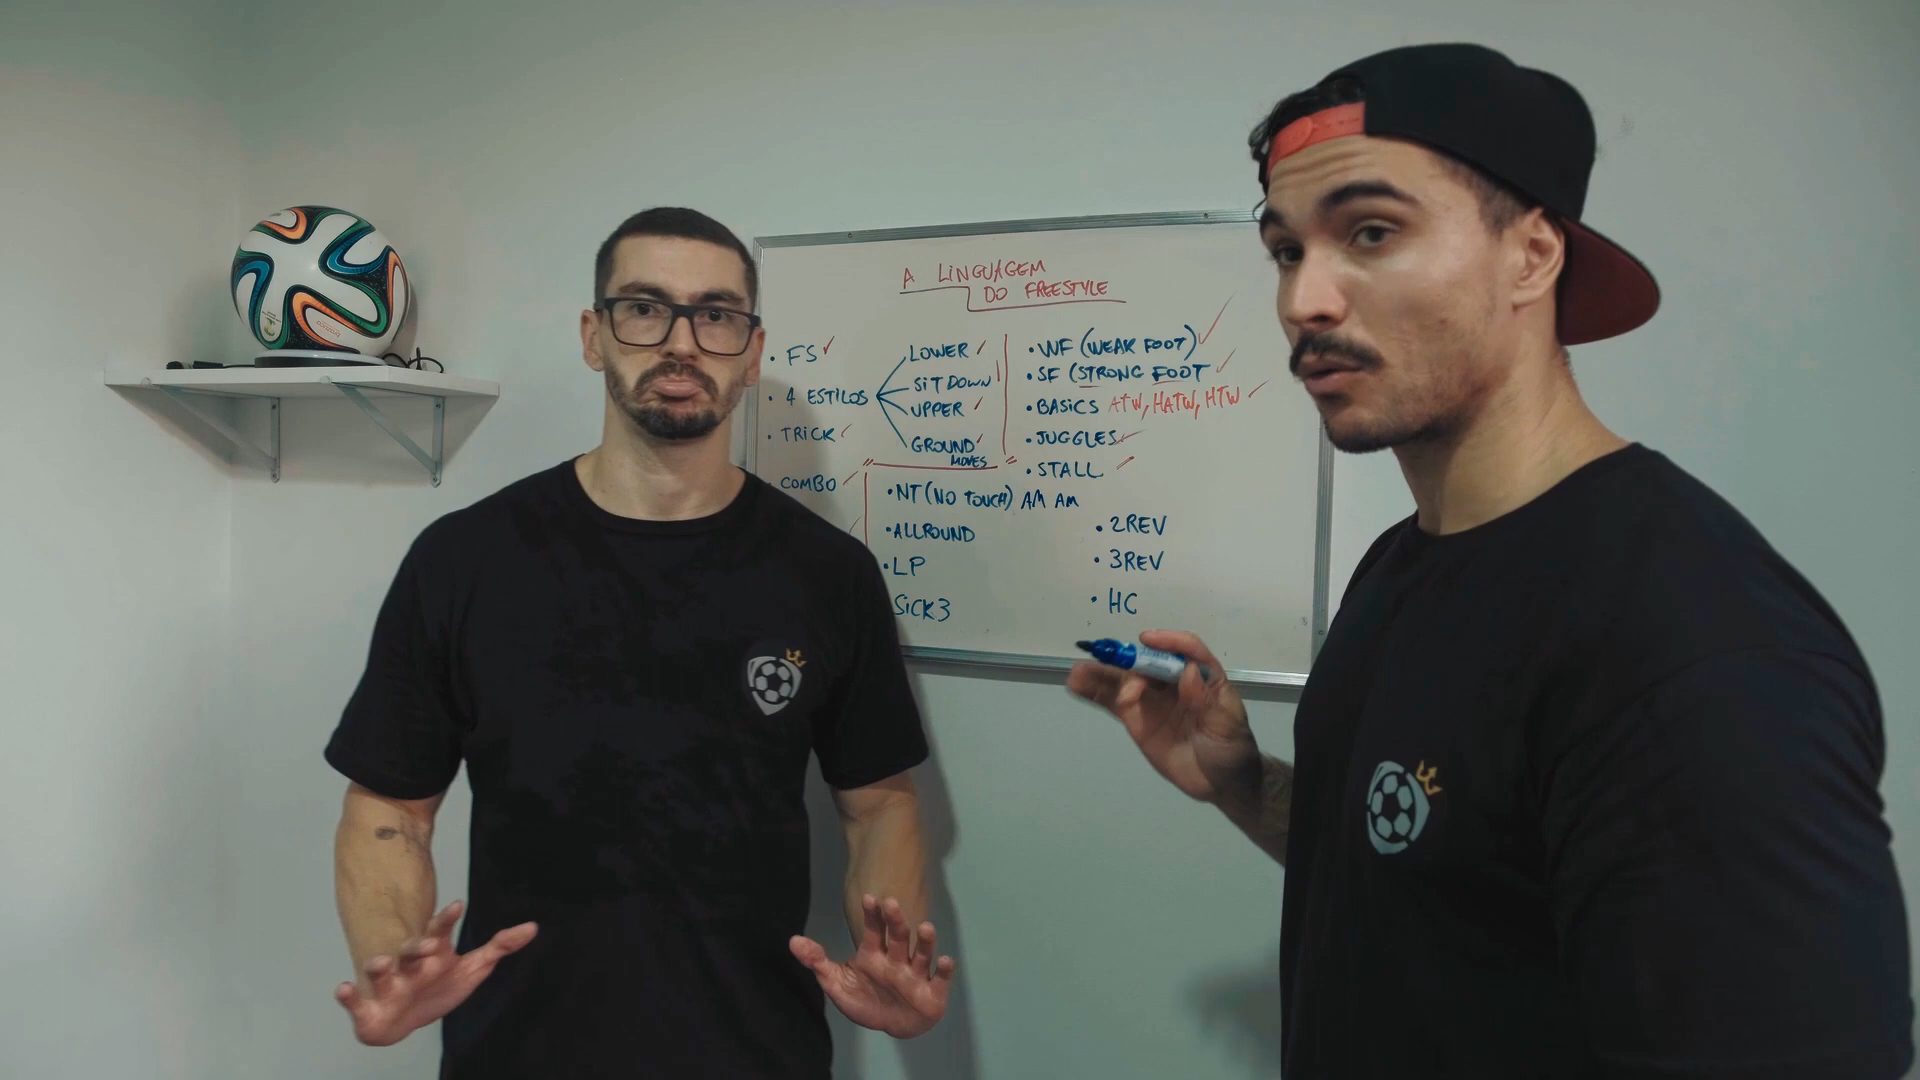 A LINGUAGEM
DO FREESTYLE
• FS
• 4 ESTILOS
LOWER
SIT DOWN
UPPER
GROUND
MOVES
• TRICK
• COMBO
• WF (WEAK FOOT)
• SF (STRONG FOOT
• BASICS ATW, HATW, HTW
• JUGGLES
• STALL
• NT (NO TOUCH) AM AM
• ALLROUND
• LP
SICK3
• 2REV
• 3REV
• HC